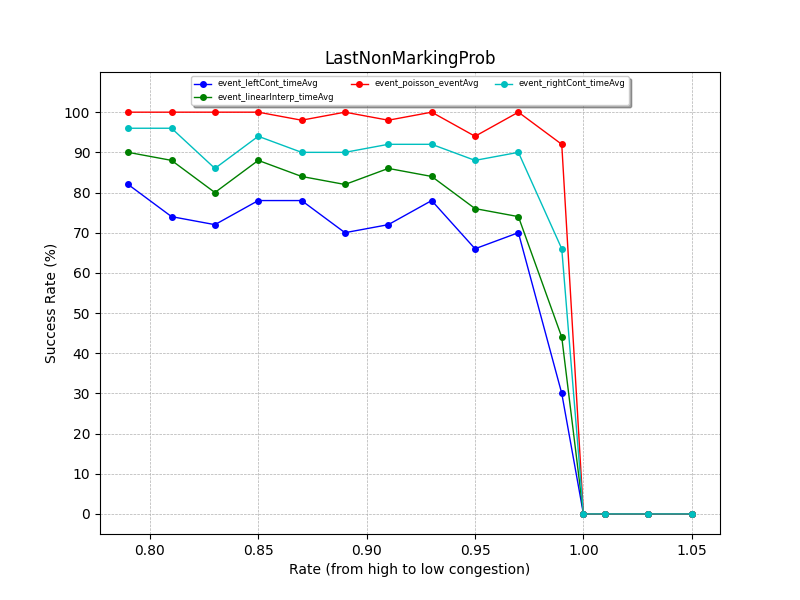 LastNonMarkingProb
event_leftCont_timeAvg event_poisson_eventAvg event_rightCont_timeAvg
event_linearInterp_timeAvg
100
90
80
70
60
50
40
30
20
10
0
Success Rate (%)
0.80 0.85 0.90 0.95 1.00 1.05
Rate (from high to low congestion)